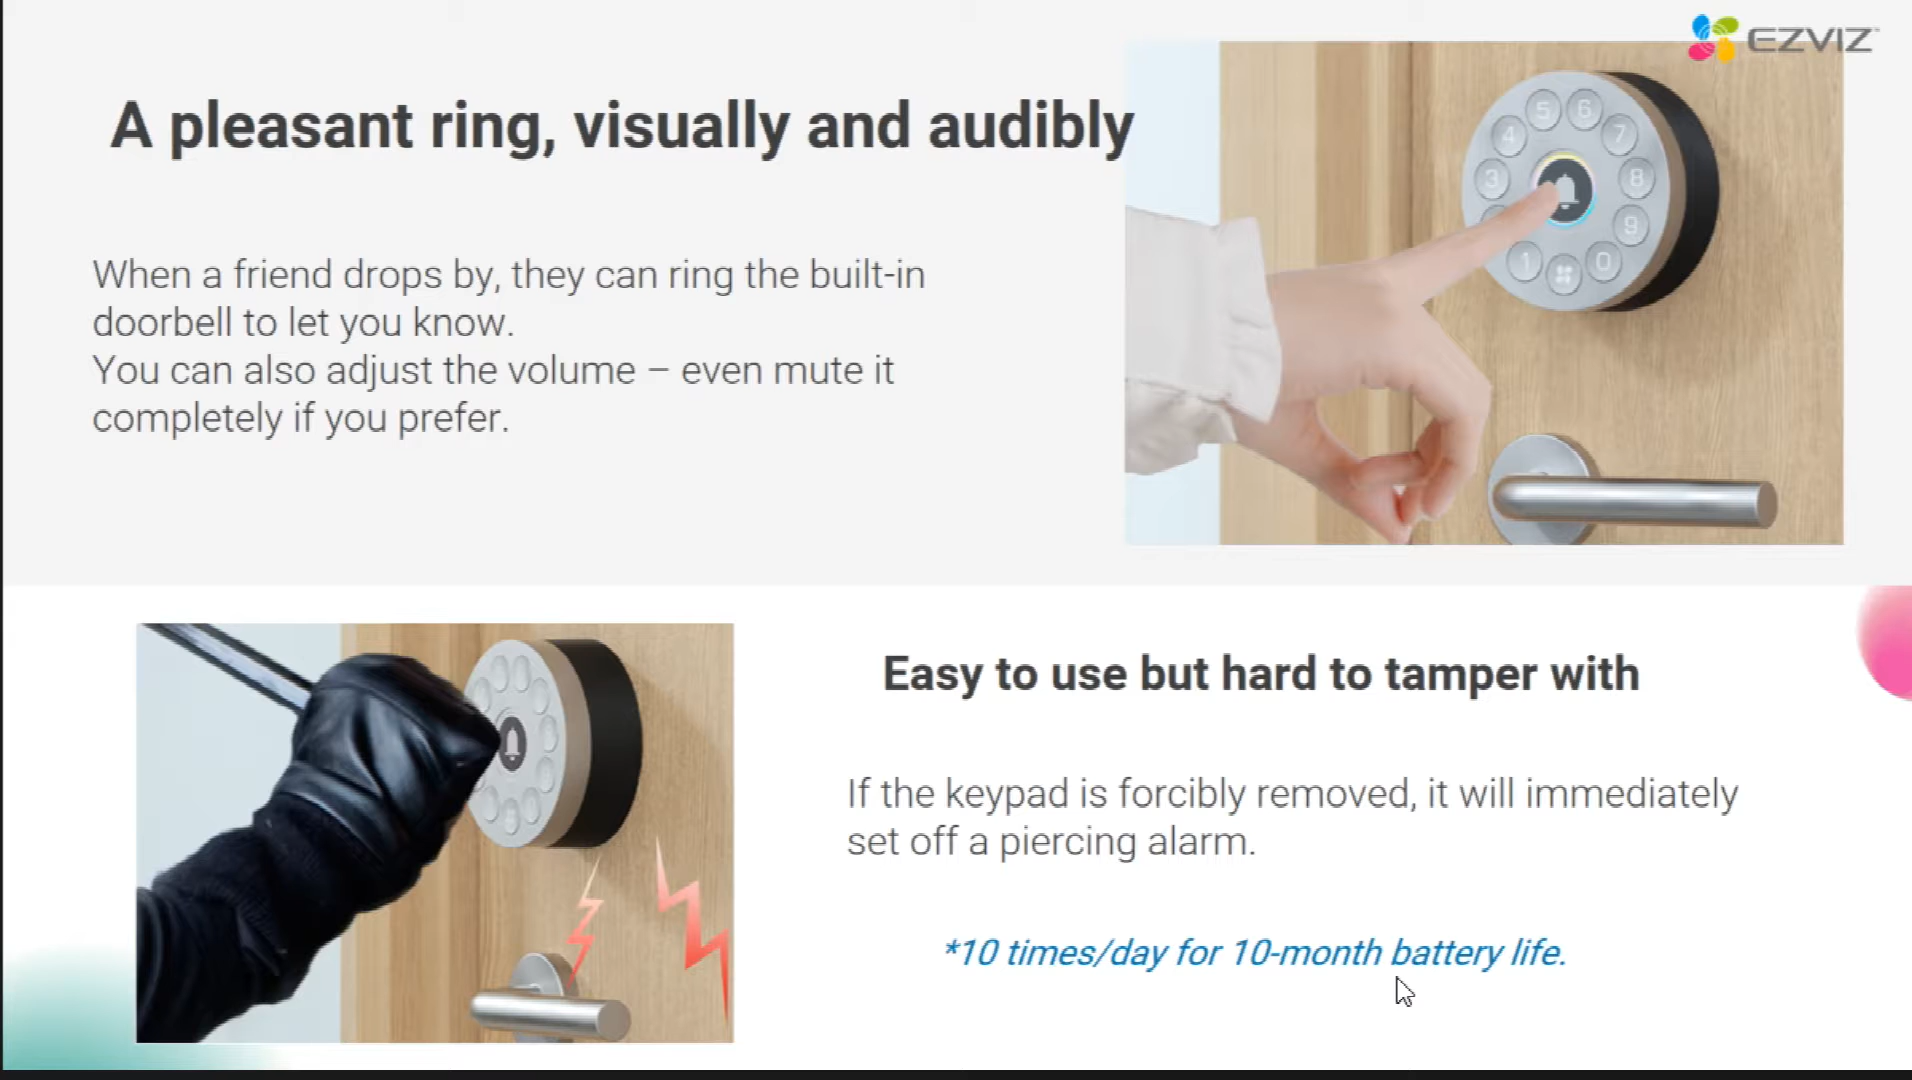 EZVIZ™
A pleasant ring, visually and audibly
When a friend drops by, they can ring the built-in
doorbell to let you know.
You can also adjust the volume – even mute it
completely if you prefer.
5 6
4 7
3 8
9
1 0
Easy to use but hard to tamper with
If the keypad is forcibly removed, it will immediately
set off a piercing alarm.
*10 times/day for 10-month battery life.